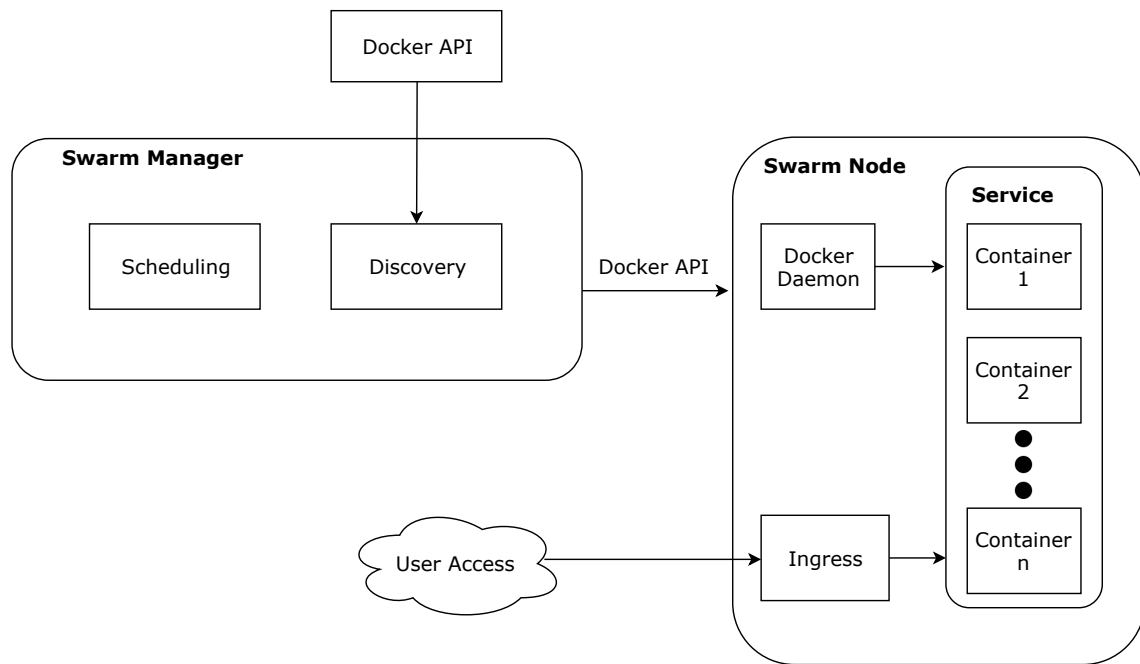 Docker API
Swarm Manager
Scheduling
Discovery
Docker API
Swarm Node
Service
Docker
Daemon
Container
1
Container
2
User Access
Ingress
Container
n